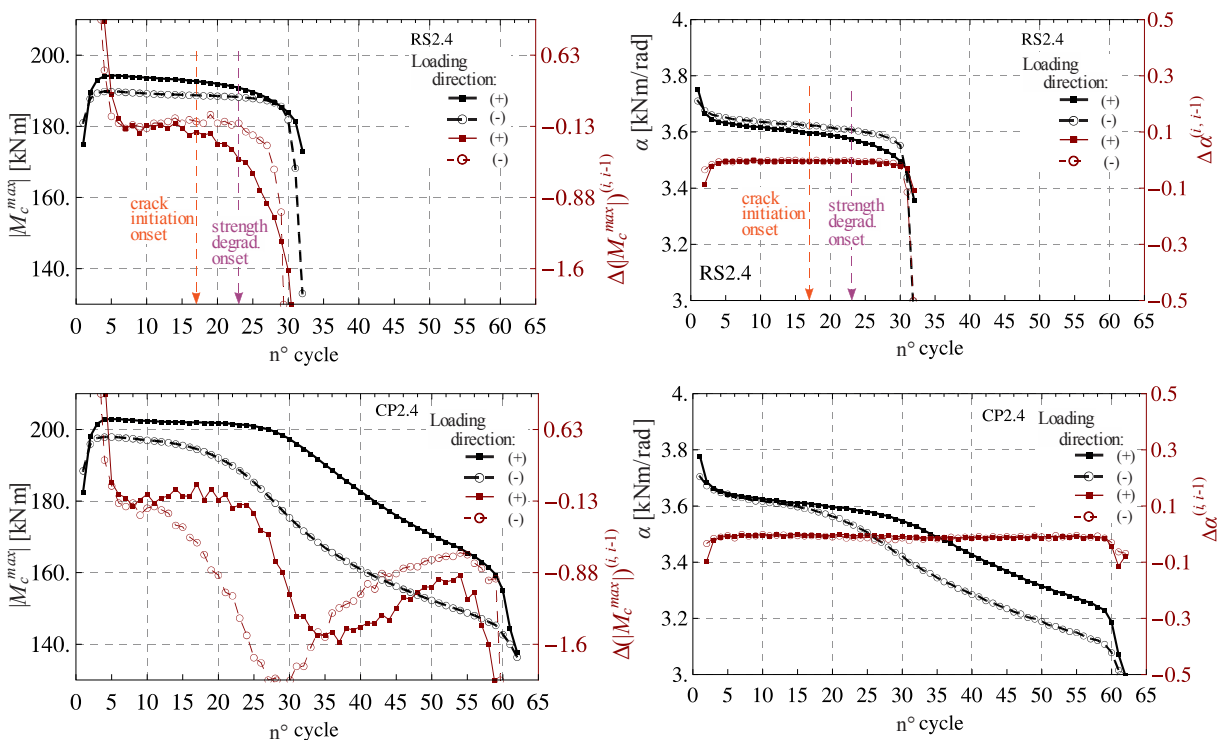 200.
180
160.
140.
|M_c^max| [kN m]
0 5 10 15 20 25 30 35 40 45 50 55 60 65
n° cycle
0.63
−0.13
−0.88
−1.6
Δ(|M_c^max|)^(i, i-1)
RS2.4
Loading
direction:
(+)
(-)
(+)
(-)
crack
initiation
onset
strength
degrad.
onset
4.
3.8
3.6
3.4
3.2
3.
α [kNm/rad]
0 5 10 15 20 25 30 35 40 45 50 55 60 65
n° cycle
0.5
0.3
0.1
−0.1
−0.3
−0.5
Δα^(i, i-1)
RS2.4
Loading
direction:
(+)
(-)
(+)
(-)
crack
initiation
onset
strength
degrad.
onset
RS2.4
200.
180
160.
140.
|M_c^max| [kN m]
0 5 10 15 20 25 30 35 40 45 50 55 60 65
n° cycle
0.63
−0.13
−0.88
−1.6
Δ(|M_c^max|)^(i, i-1)
CP2.4
Loading
direction:
(+)
(-)
(+)
(-)
4.
3.8
3.6
3.4
3.2
3.
α [kNm/rad]
0 5 10 15 20 25 30 35 40 45 50 55 60 65
n° cycle
0.5
0.3
0.1
−0.1
−0.3
−0.5
Δα^(i, i-1)
CP2.4
Loading
direction:
(+)
(-)
(+)
(-)